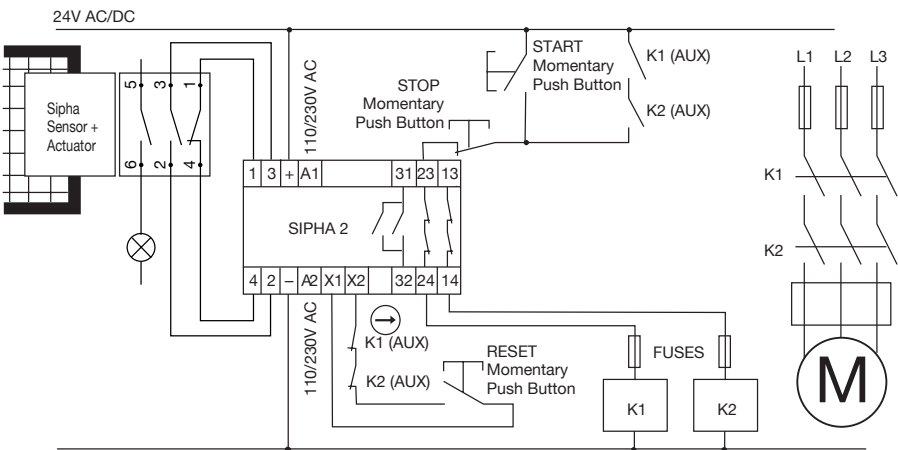 24V AC/DC
5 3 1
Sipha
Sensor +
Actuator
6 2 4
110/230V AC
STOP
Momentary
Push Button
START
Momentary
Push Button
K1 (AUX)
K2 (AUX)
L1 L2 L3
K1
K2
M
1 3 + A1 31 23 13
SIPHA 2
4 2 – A2 X1 X2 32 24 14
110/230V AC
K1 (AUX)
K2 (AUX)
RESET
Momentary
Push Button
FUSES
K1 K2